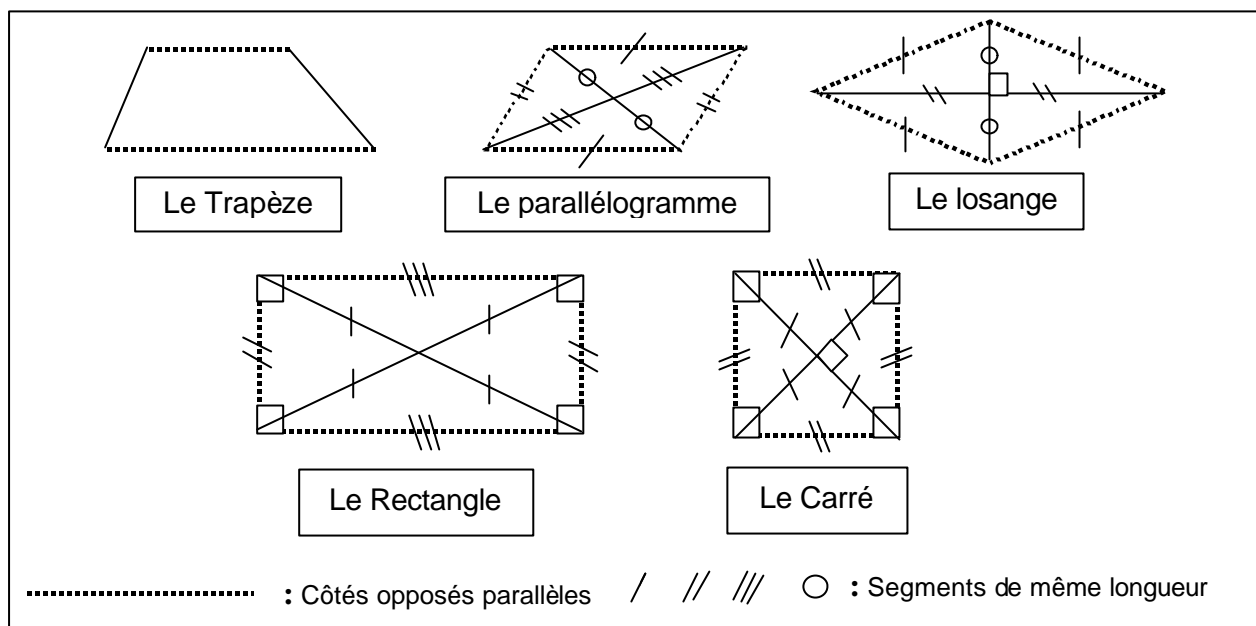 Le Trapèze
Le parallélogramme
Le losange
Le Rectangle
Le Carré
: Côtés opposés parallèles
: Segments de même longueur